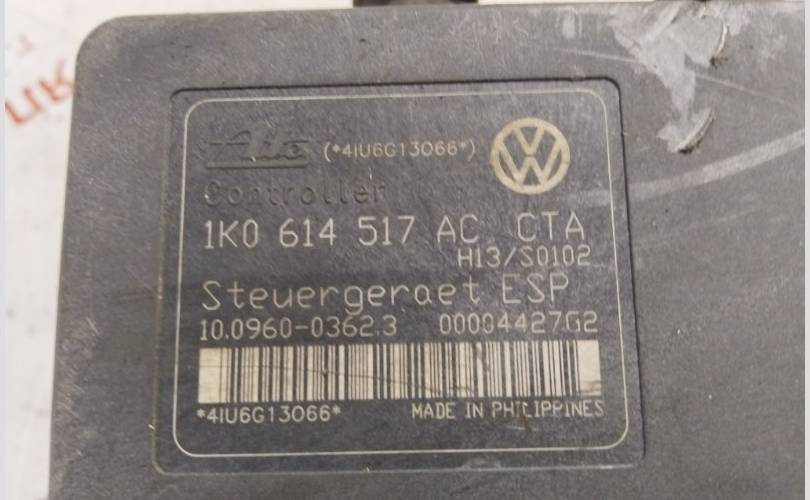 Ate (*4IU6G13066*)
Controller
1K0 614 517 AC CTA
H13/S0102
Steuergeraet ESP
10.0960-0362.3 00004427G2
*4IU6G13066*
MADE IN PHILIPPINES